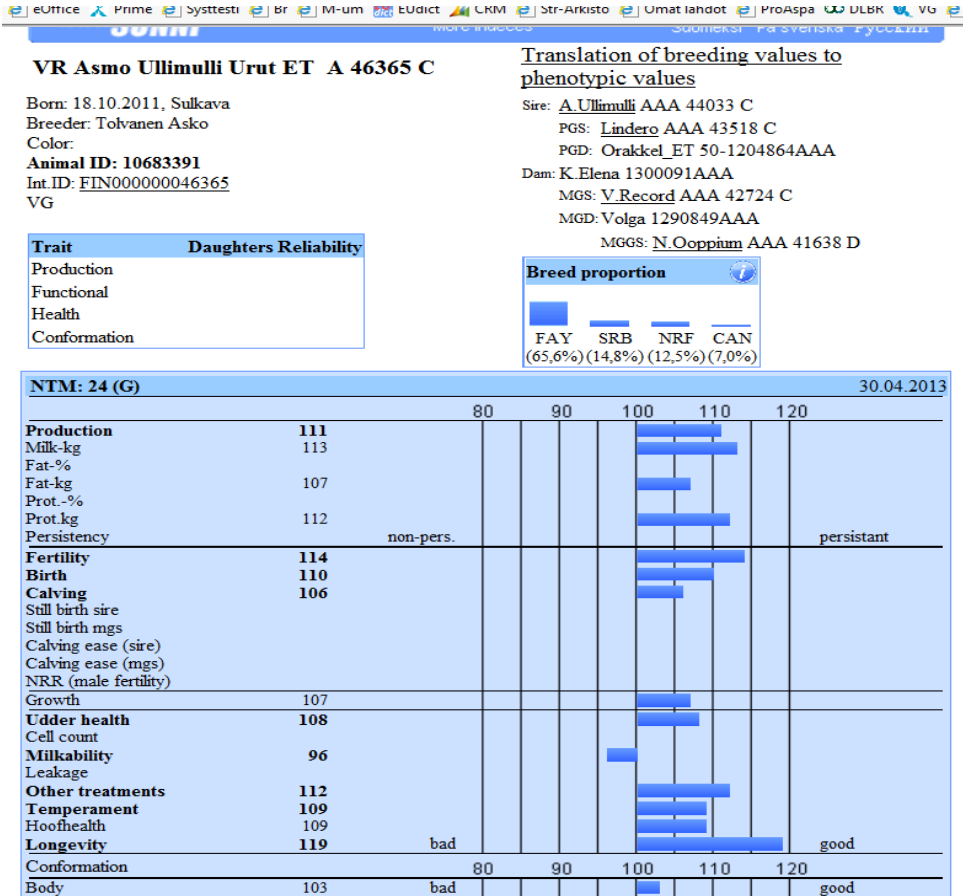 eOffice Prime Systtesti Br M-um EUdict CRM Str-Arkisto Omat lähdöt ProAspa DLBR VG
More indeces Suomeksi På svenska Русский
VR Asmo Ullimulli Urut ET A 46365 C
Born: 18.10.2011, Sulkava
Breeder: Tolvanen Asko
Color:
Animal ID: 10683391
Int.ID: FIN000000046365
VG
Translation of breeding values to
phenotypic values
Sire: A.Ullimulli AAA 44033 C
PGS: Lindero AAA 43518 C
PGD: Orakkel_ET 50-1204864AAA
Dam: K.Elena 1300091AAA
MGS: V.Record AAA 42724 C
MGD: Volga 1290849AAA
MGGS: N.Ooppium AAA 41638 D
Trait Daughters Reliability
Production
Functional
Health
Conformation
Breed proportion i
FAY SRB NRF CAN
(65,6%) (14,8%) (12,5%) (7,0%)
NTM: 24 (G) 30.04.2013
80 90 100 110 120
Production 111
Milk-kg 113
Fat-%
Fat-kg 107
Prot.-%
Prot.kg 112
Persistency non-pers. persistant
Fertility 114
Birth 110
Calving 106
Still birth sire
Still birth mgs
Calving ease (sire)
Calving ease (mgs)
NRR (male fertility)
Growth 107
Udder health 108
Cell count
Milkability 96
Leakage
Other treatments 112
Temperament 109
Hoofhealth 109
Longevity 119 bad good
Conformation 80 90 100 110 120
Body 103 bad good